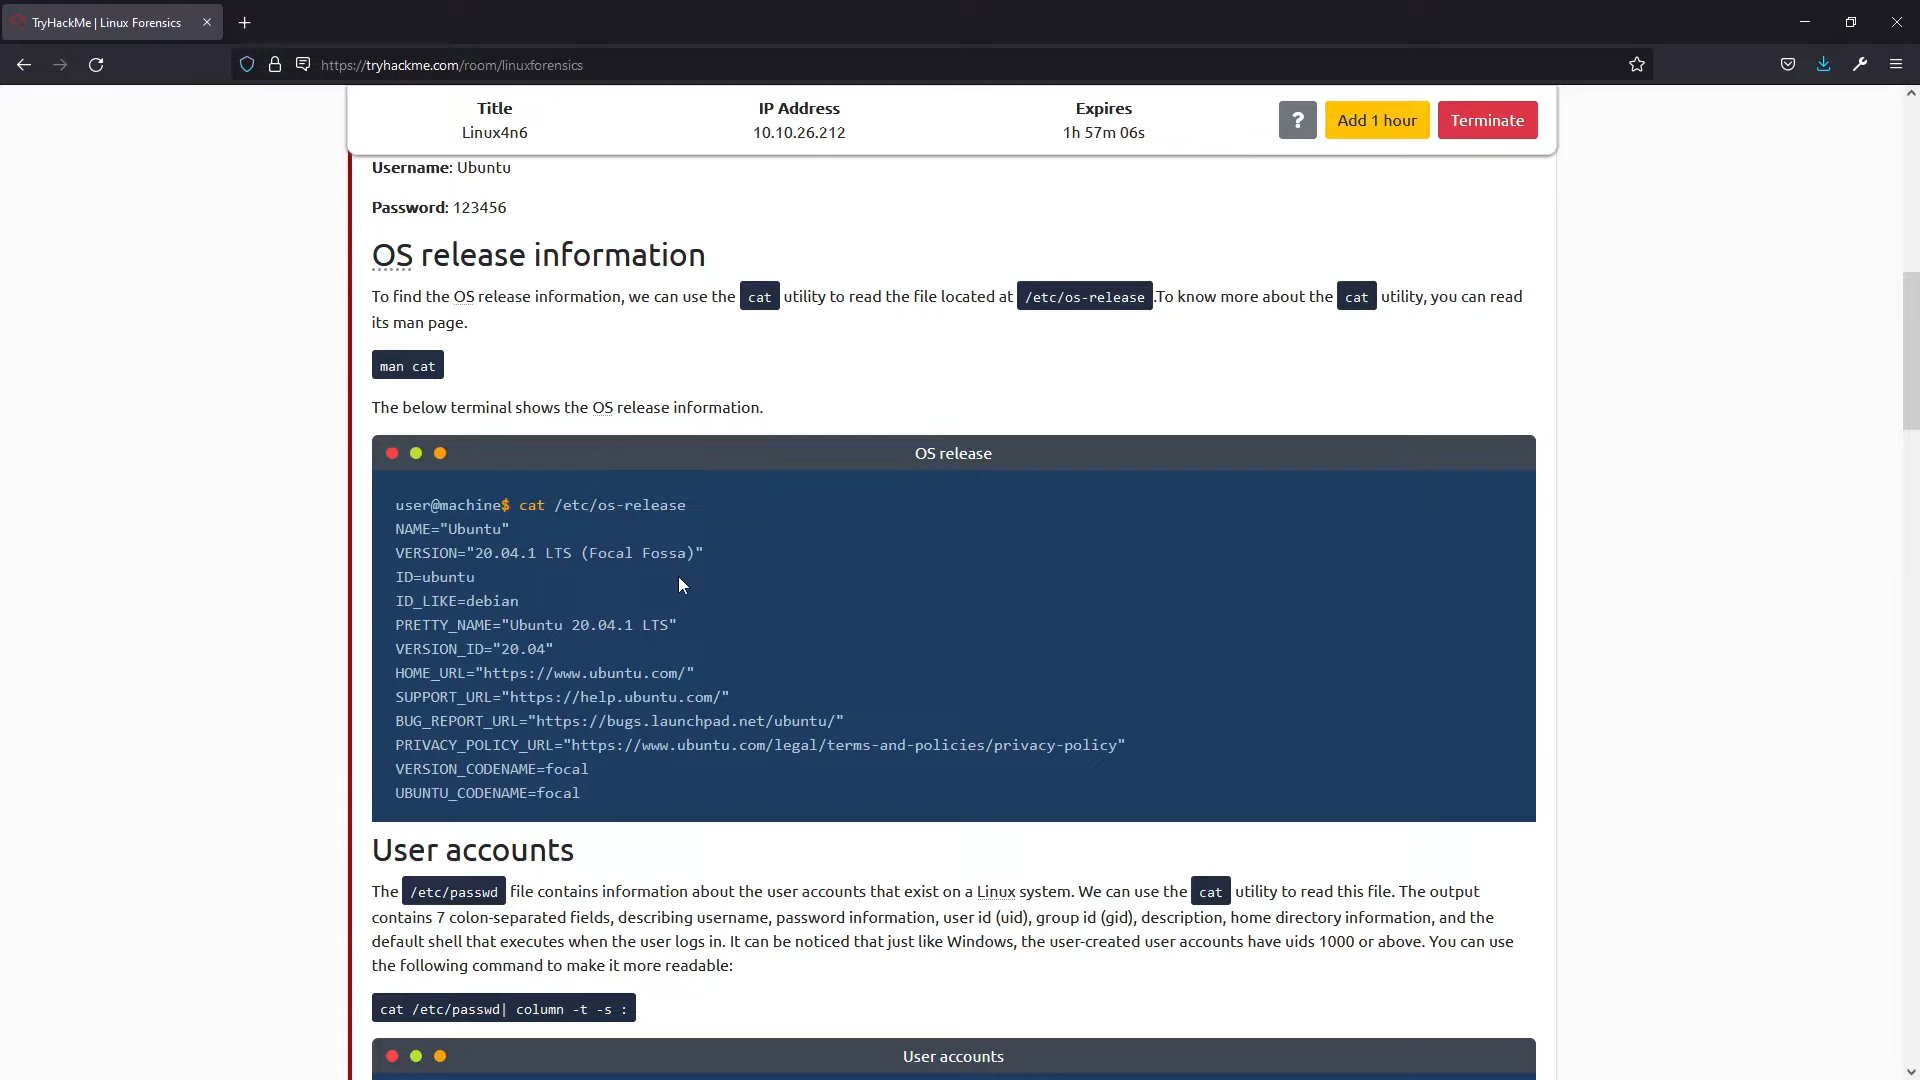 TryHackMe | Linux Forensics
https://tryhackme.com/room/linuxforensics
Title
Linux4n6
IP Address
10.10.26.212
Expires
1h 57m 06s
?
Add 1 hour
Terminate
Username: Ubuntu
Password: 123456
OS release information
To find the OS release information, we can use the cat utility to read the file located at /etc/os-release .To know more about the cat utility, you can read
its man page.
man cat
The below terminal shows the OS release information.
OS release
user@machine$ cat /etc/os-release
NAME="Ubuntu"
VERSION="20.04.1 LTS (Focal Fossa)"
ID=ubuntu
ID_LIKE=debian
PRETTY_NAME="Ubuntu 20.04.1 LTS"
VERSION_ID="20.04"
HOME_URL="https://www.ubuntu.com/"
SUPPORT_URL="https://help.ubuntu.com/"
BUG_REPORT_URL="https://bugs.launchpad.net/ubuntu/"
PRIVACY_POLICY_URL="https://www.ubuntu.com/legal/terms-and-policies/privacy-policy"
VERSION_CODENAME=focal
UBUNTU_CODENAME=focal
User accounts
The /etc/passwd file contains information about the user accounts that exist on a Linux system. We can use the cat utility to read this file. The output
contains 7 colon-separated fields, describing username, password information, user id (uid), group id (gid), description, home directory information, and the
default shell that executes when the user logs in. It can be noticed that just like Windows, the user-created user accounts have uids 1000 or above. You can use
the following command to make it more readable:
cat /etc/passwd| column -t -s :
User accounts